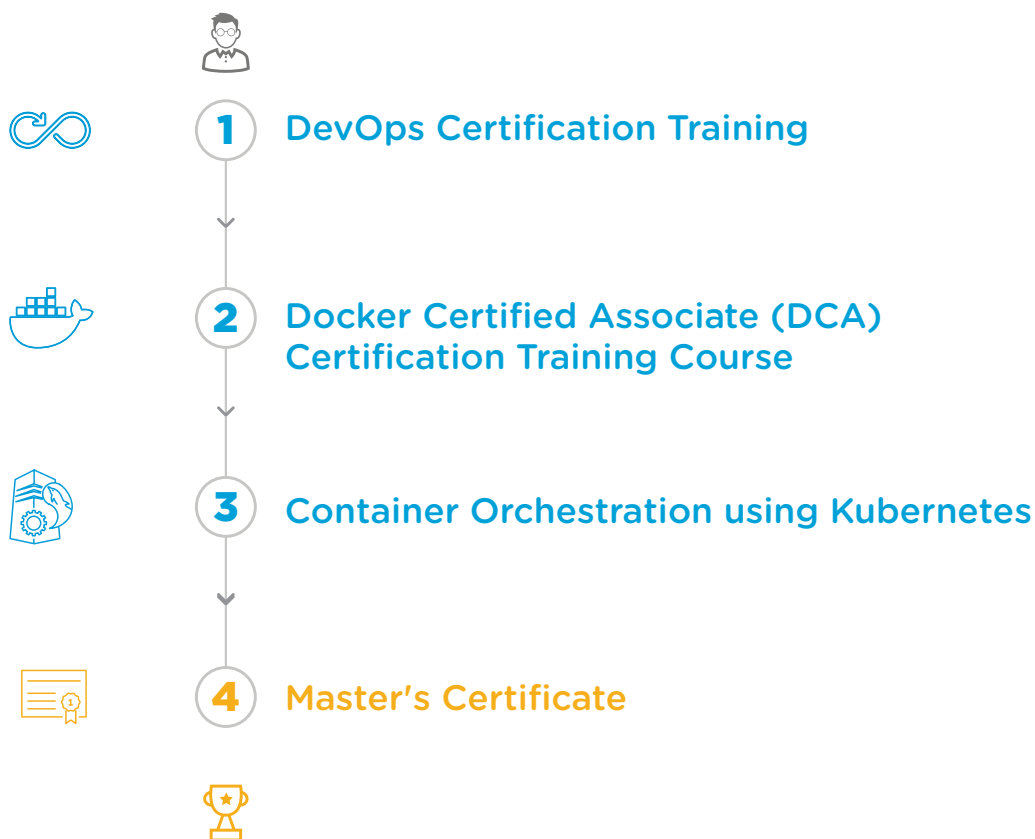 1 DevOps Certification Training
2 Docker Certified Associate (DCA)
Certification Training Course
3 Container Orchestration using Kubernetes
1
4 Master's Certificate